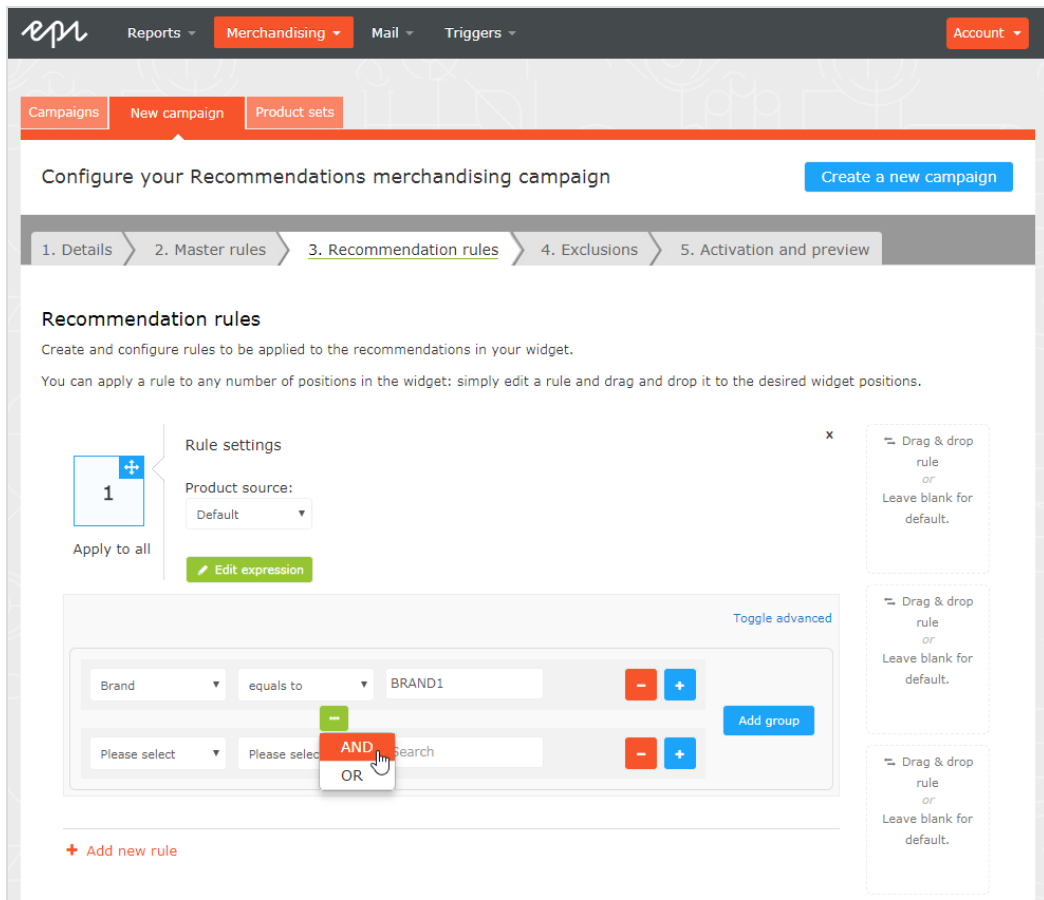 epi
Reports
Merchandising
Mail
Triggers
Account
Campaigns
New campaign
Product sets
Configure your Recommendations merchandising campaign
Create a new campaign
1. Details
2. Master rules
3. Recommendation rules
4. Exclusions
5. Activation and preview
Recommendation rules
Create and configure rules to be applied to the recommendations in your widget.
You can apply a rule to any number of positions in the widget: simply edit a rule and drag and drop it to the desired widget positions.
1
Apply to all
Rule settings
x
Product source:
Default
Edit expression
Toggle advanced
Brand
equals to
BRAND1
-
+
Add group
Please select
Please selec
Search
-
+
AND
OR
+ Add new rule
Drag & drop
rule
or
Leave blank for
default.
Drag & drop
rule
or
Leave blank for
default.
Drag & drop
rule
or
Leave blank for
default.